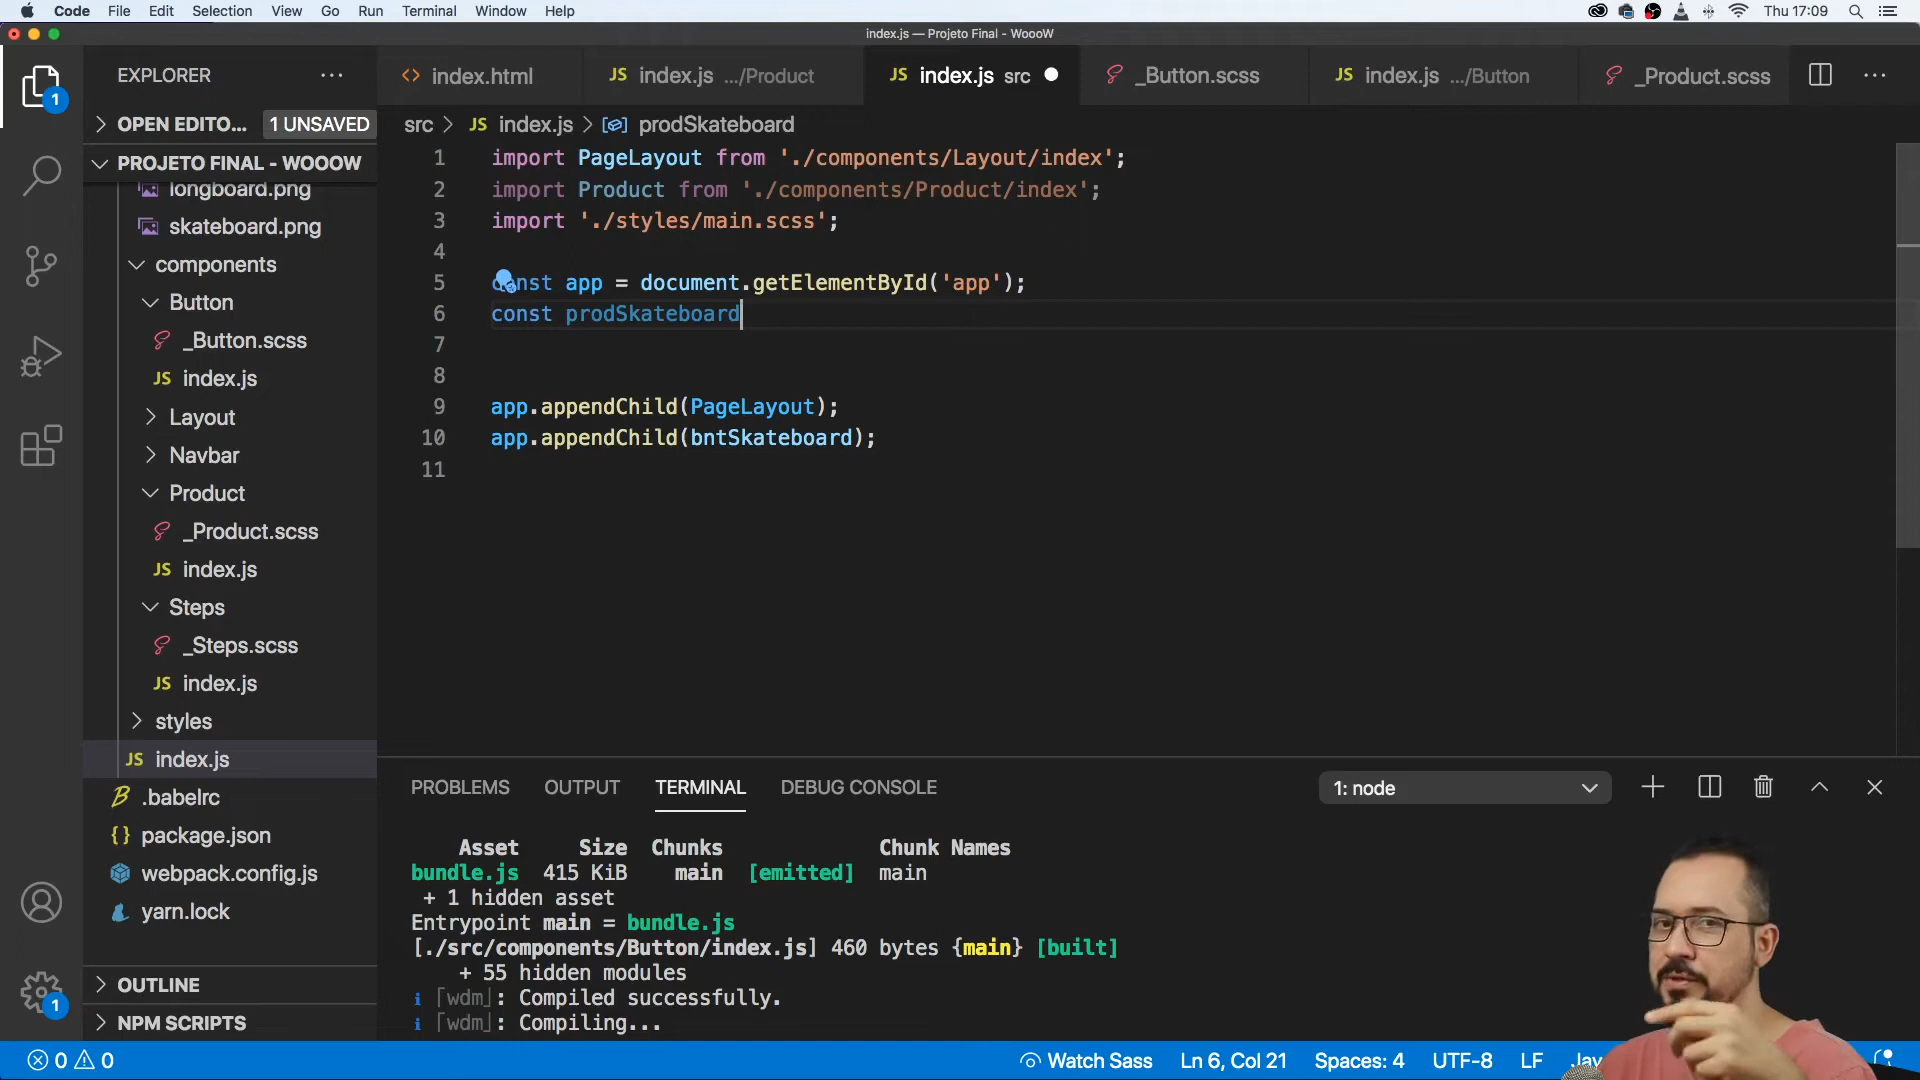 Code File Edit Selection View Go Run Terminal Window Help Thu 17:09
index.js — Projeto Final - WoooW
EXPLORER
index.html
JS index.js .../Product
JS index.js src
_Button.scss
JS index.js .../Button
_Product.scss
1
OPEN EDITO... 1 UNSAVED
PROJETO FINAL - WOOOW
longboard.png
skateboard.png
components
Button
_Button.scss
JS index.js
Layout
Navbar
Product
_Product.scss
JS index.js
Steps
_Steps.scss
JS index.js
styles
JS index.js
.babelrc
package.json
webpack.config.js
yarn.lock
OUTLINE
NPM SCRIPTS
1
src > JS index.js > prodSkateboard
1 import PageLayout from './components/Layout/index';
2 import Product from './components/Product/index';
3 import './styles/main.scss';
4
5 const app = document.getElementById('app');
6 const prodSkateboard
7
8
9 app.appendChild(PageLayout);
10 app.appendChild(bntSkateboard);
11
PROBLEMS OUTPUT TERMINAL DEBUG CONSOLE 1: node
Asset Size Chunks Chunk Names
bundle.js 415 KiB main [emitted] main
+ 1 hidden asset
Entrypoint main = bundle.js
[./src/components/Button/index.js] 460 bytes {main} [built]
+ 55 hidden modules
i ｢wdm｣: Compiled successfully.
i ｢wdm｣: Compiling...
0 0 Watch Sass Ln 6, Col 21 Spaces: 4 UTF-8 LF